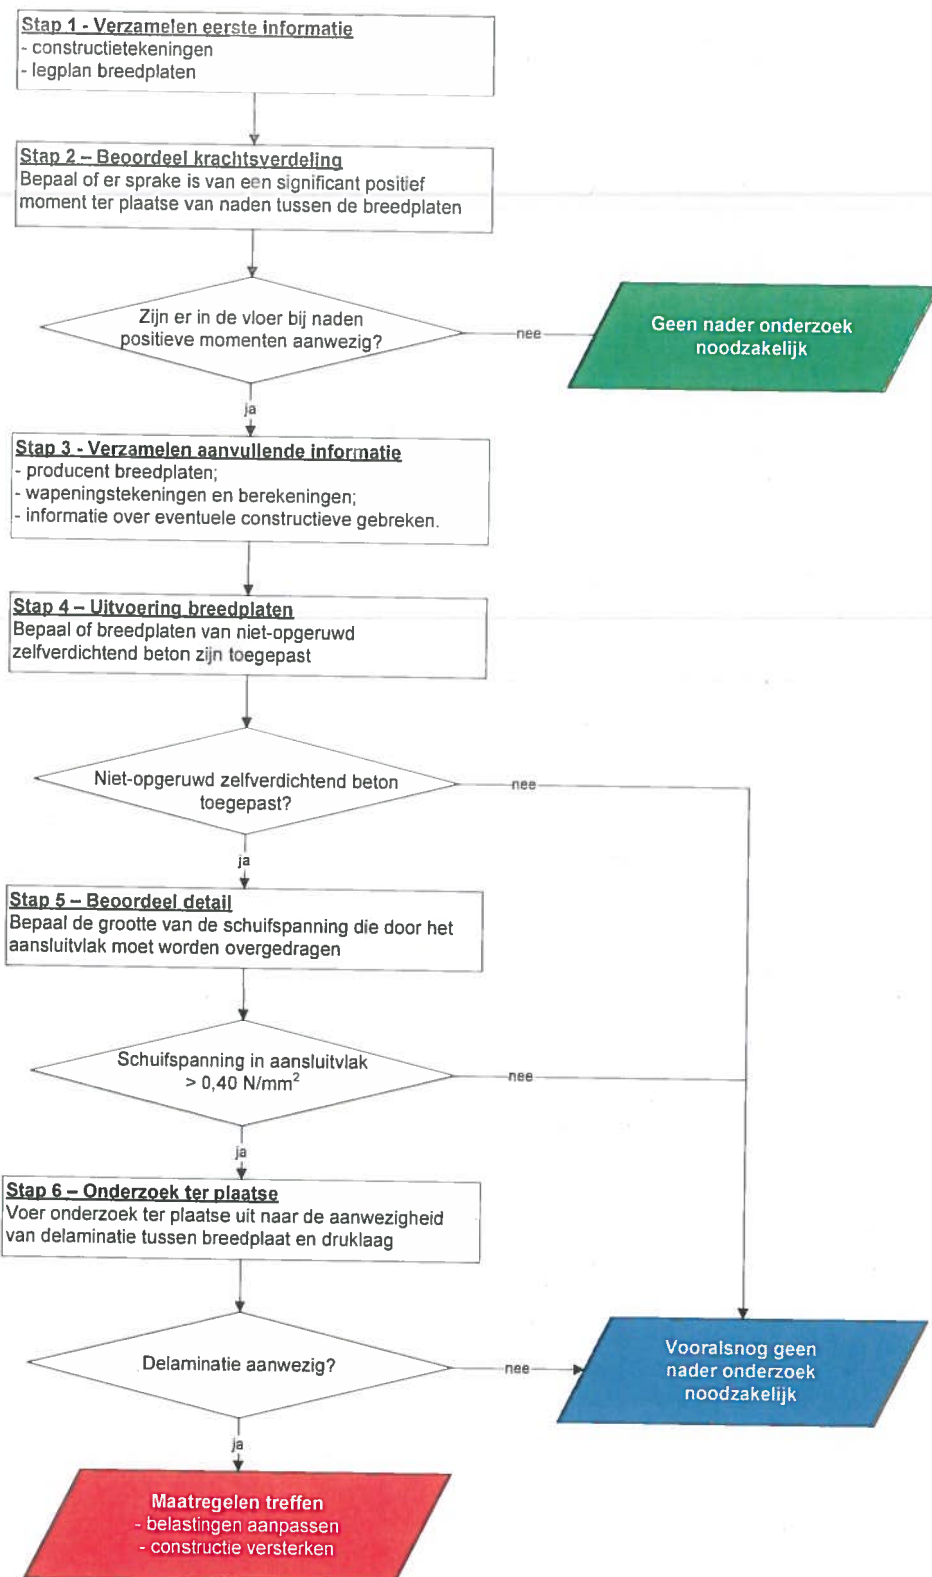 Stap 1 - Verzamelen eerste informatie
- constructietekeningen
- legplan breedplaten
Stap 2 – Beoordeel krachtsverdeling
Bepaal of er sprake is van een significant positief
moment ter plaatse van naden tussen de breedplaten
Zijn er in de vloer bij naden
positieve momenten aanwezig?
nee
Geen nader onderzoek
noodzakelijk
ja
Stap 3 - Verzamelen aanvullende informatie
- producent breedplaten;
- wapeningstekeningen en berekeningen;
- informatie over eventuele constructieve gebreken.
Stap 4 – Uitvoering breedplaten
Bepaal of breedplaten van niet-opgeruwd
zelfverdichtend beton zijn toegepast
Niet-opgeruwd zelfverdichtend beton
toegepast?
nee
ja
Stap 5 – Beoordeel detail
Bepaal de grootte van de schuifspanning die door het
aansluitvlak moet worden overgedragen
Schuifspanning in aansluitvlak
> 0,40 N/mm²
nee
ja
Stap 6 – Onderzoek ter plaatse
Voer onderzoek ter plaatse uit naar de aanwezigheid
van delaminatie tussen breedplaat en druklaag
Delaminatie aanwezig?
nee
Vooralsnog geen
nader onderzoek
noodzakelijk
ja
Maatregelen treffen
- belastingen aanpassen
- constructie versterken